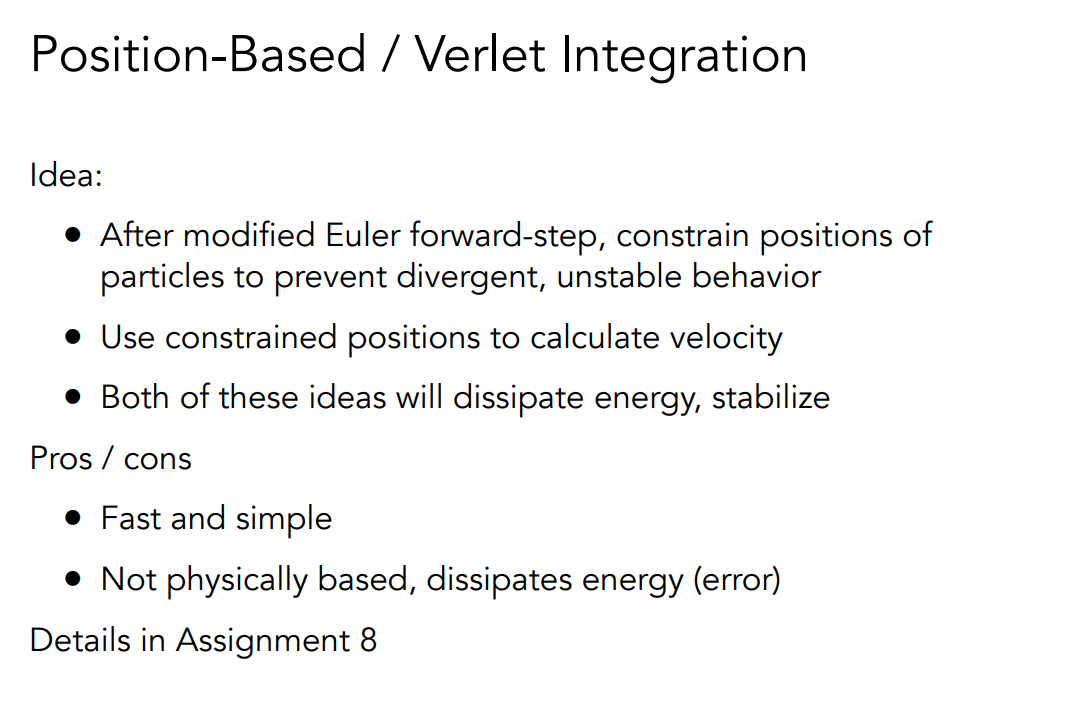 Position-Based / Verlet Integration
Idea:
• After modified Euler forward-step, constrain positions of
particles to prevent divergent, unstable behavior
• Use constrained positions to calculate velocity
• Both of these ideas will dissipate energy, stabilize
Pros / cons
• Fast and simple
• Not physically based, dissipates energy (error)
Details in Assignment 8